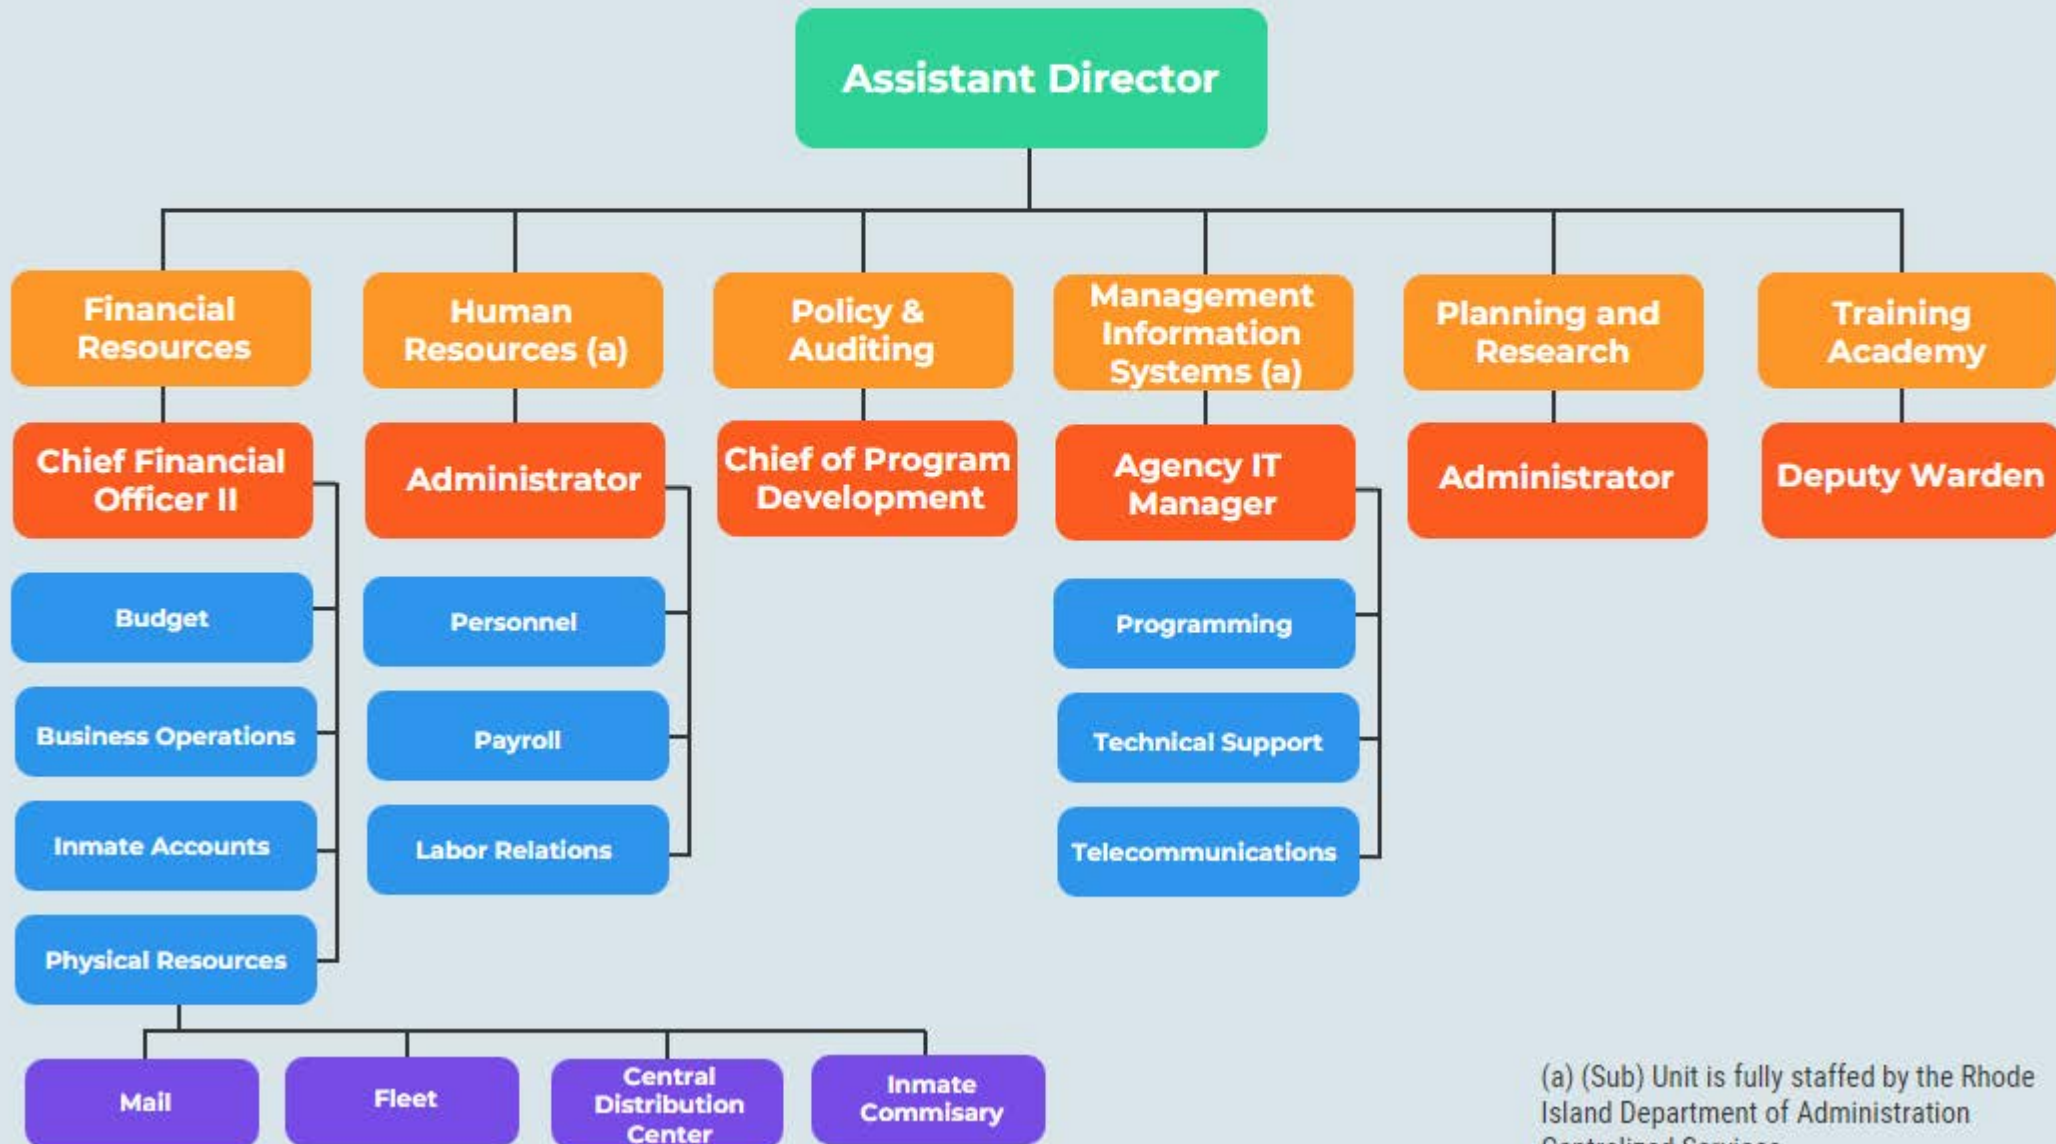 Assistant Director
Financial
Resources
Human
Resources (a)
Policy &
Auditing
Management
Information
Systems (a)
Planning and
Research
Training
Academy
Chief Financial
Officer II
Administrator
Chief of Program
Development
Agency IT
Manager
Administrator
Deputy Warden
Budget
Business Operations
Inmate Accounts
Physical Resources
Personnel
Payroll
Labor Relations
Programming
Technical Support
Telecommunications
Mail
Fleet
Central
Distribution
Center
Inmate
Commisary
(a) (Sub) Unit is fully staffed by the Rhode
Island Department of Administration
Centralized Services